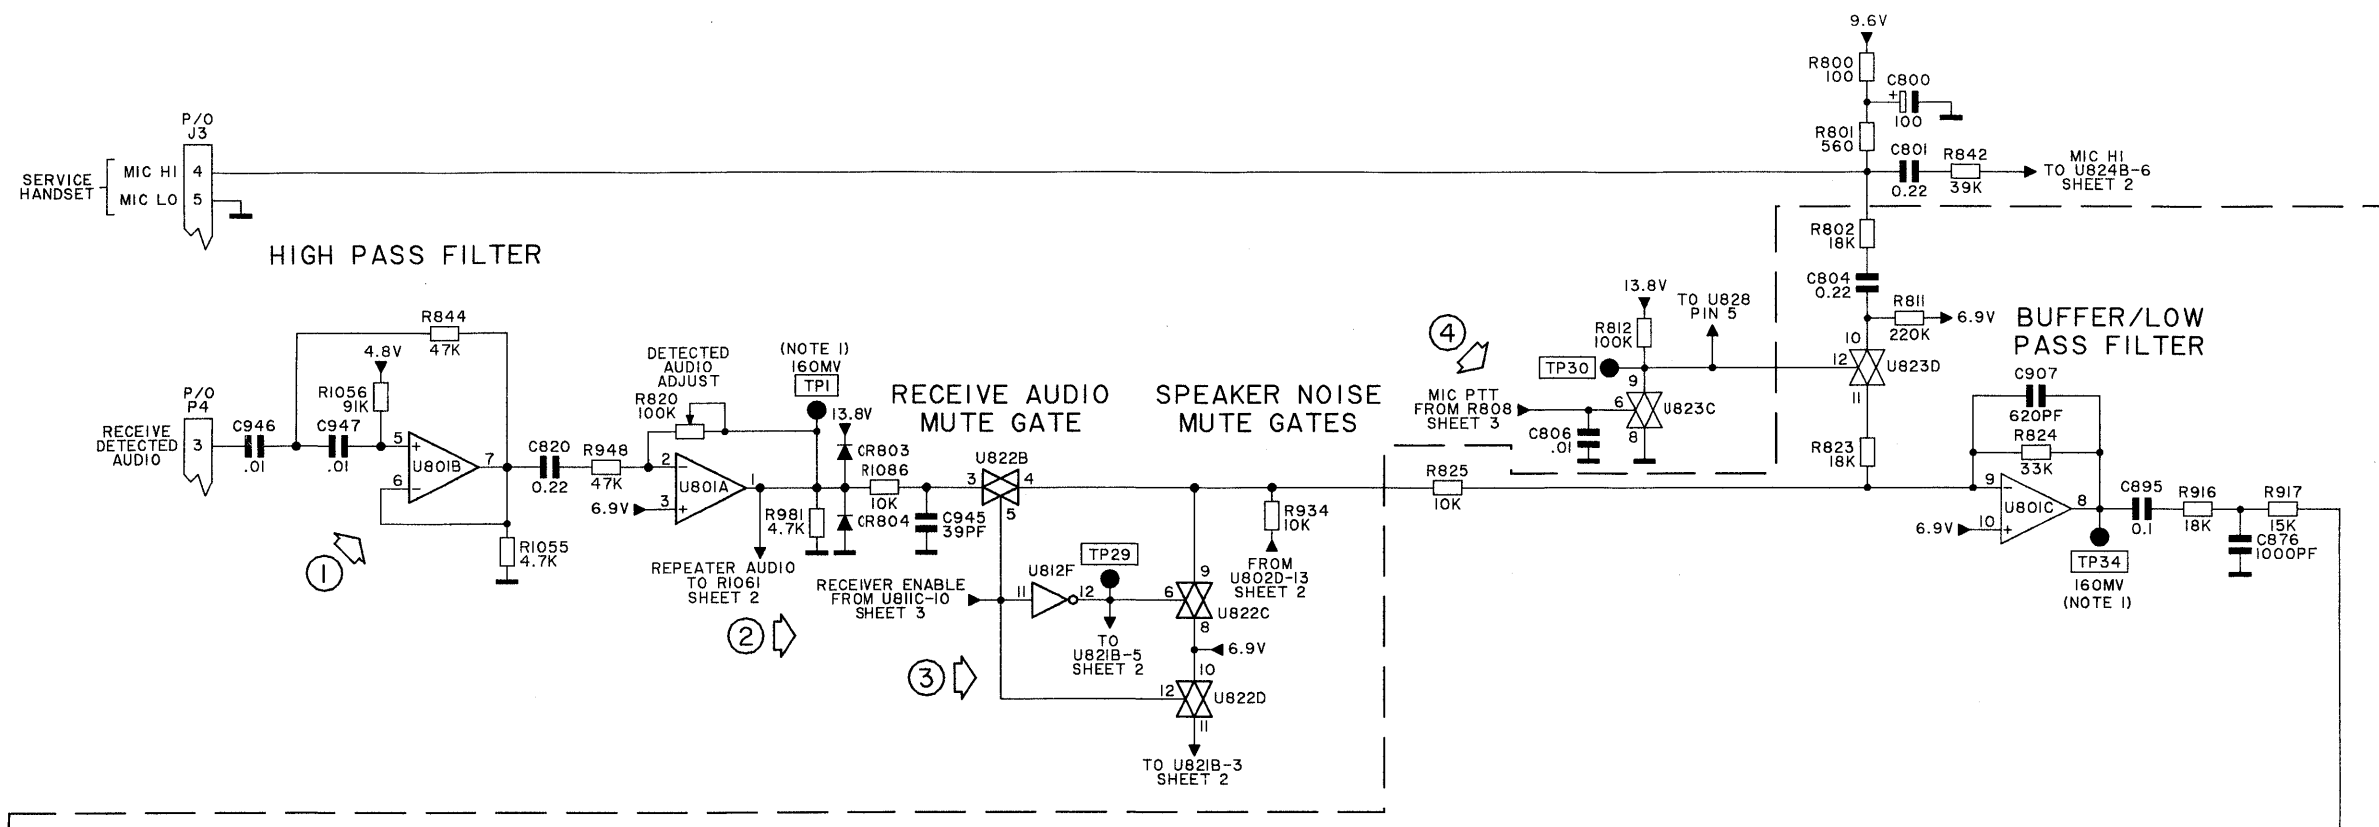 9.6V
R800
100
C800
+
100
R801
560
C801
0.22
R842
39K
MIC HI
TO U824B-6
SHEET 2
P/O
J3
SERVICE
HANDSET
MIC HI
4
MIC LO
5
HIGH PASS FILTER
R802
18K
C804
0.22
R811
220K
6.9V
10
12
U823D
11
R823
18K
BUFFER/LOW
PASS FILTER
C907
620PF
R824
33K
4
13.8V
R812
100K
TO U828
PIN 5
TP30
9
MIC PTT
FROM R808
SHEET 3
6
U823C
8
C806
.01
R844
47K
4.8V
R1056
91K
P/O
P4
RECEIVE
DETECTED
AUDIO
3
C946
.01
C947
.01
5
+
U801B
7
6
-
R1055
4.7K
1
C820
0.22
R948
47K
DETECTED
AUDIO
ADJUST
R820
100K
2
-
U801A
1
6.9V
3
+
(NOTE 1)
160MV
TP1
13.8V
CR803
R1086
10K
R981
4.7K
CR804
C945
39PF
REPEATER AUDIO
TO R1061
SHEET 2
2
RECEIVE AUDIO
MUTE GATE
U822B
3
4
5
SPEAKER NOISE
MUTE GATES
R934
10K
FROM
U802D-13
SHEET 2
RECEIVER ENABLE
FROM U811C-10
SHEET 3
U812F
11
12
TP29
TO
U821B-5
SHEET 2
9
6
U822C
8
6.9V
10
12
U822D
11
TO U821B-3
SHEET 2
3
R825
10K
9
-
U801C
8
6.9V
10
+
C895
0.1
R916
18K
R917
15K
C876
1000PF
TP34
160MV
(NOTE 1)